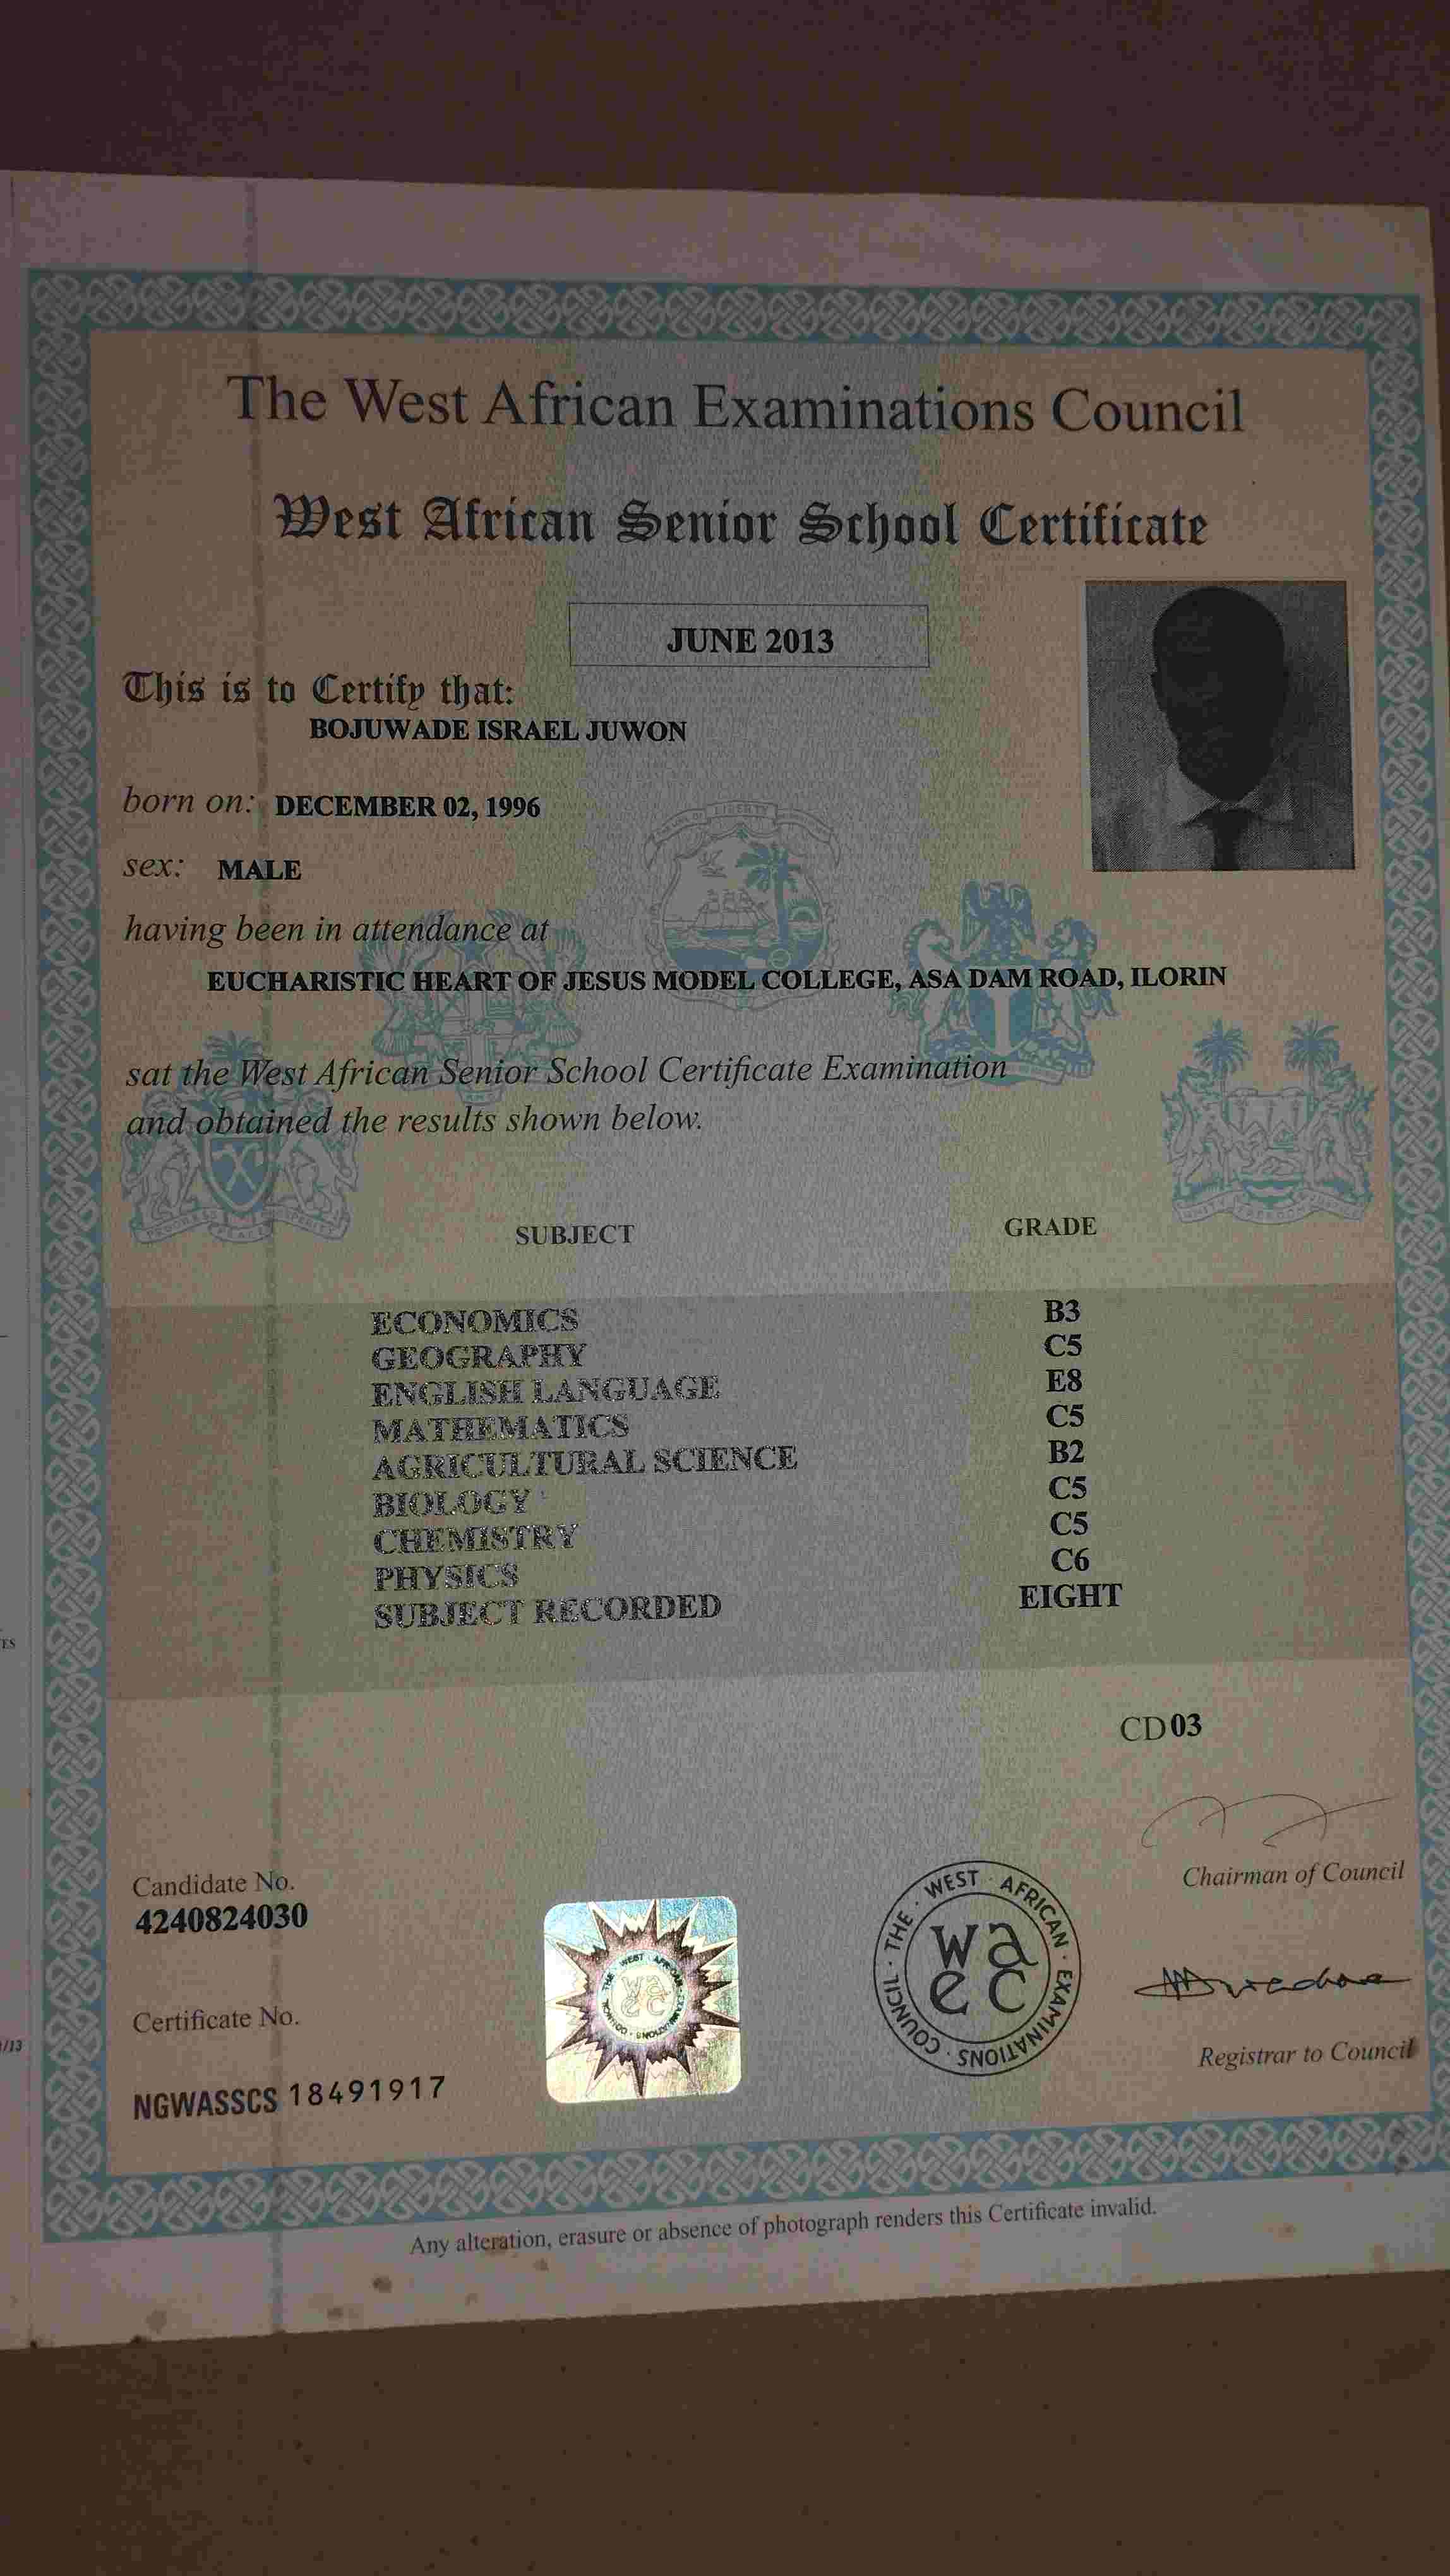 The West African Examinations Council
West African Senior School Certificate
JUNE 2013
This is to Certify that:
BOJUWADE ISRAEL JUWON
born on: DECEMBER 02, 1996
sex: MALE
having been in attendance at
EUCHARISTIC HEART OF JESUS MODEL COLLEGE, ASA DAM ROAD, ILORIN
sat the West African Senior School Certificate Examination
and obtained the results shown below.
SUBJECT GRADE
ECONOMICS B3
GEOGRAPHY C5
ENGLISH LANGUAGE E8
MATHEMATICS C5
AGRICULTURAL SCIENCE B2
BIOLOGY C5
CHEMISTRY C5
PHYSICS C6
SUBJECT RECORDED EIGHT
CD 03
Chairman of Council
Candidate No.
4240824030
THE · WEST · AFRICAN · EXAMINATIONS · COUNCIL ·
waec
Certificate No.
Registrar to Council
NGWASSCS 18491917
Any alteration, erasure or absence of photograph renders this Certificate invalid.